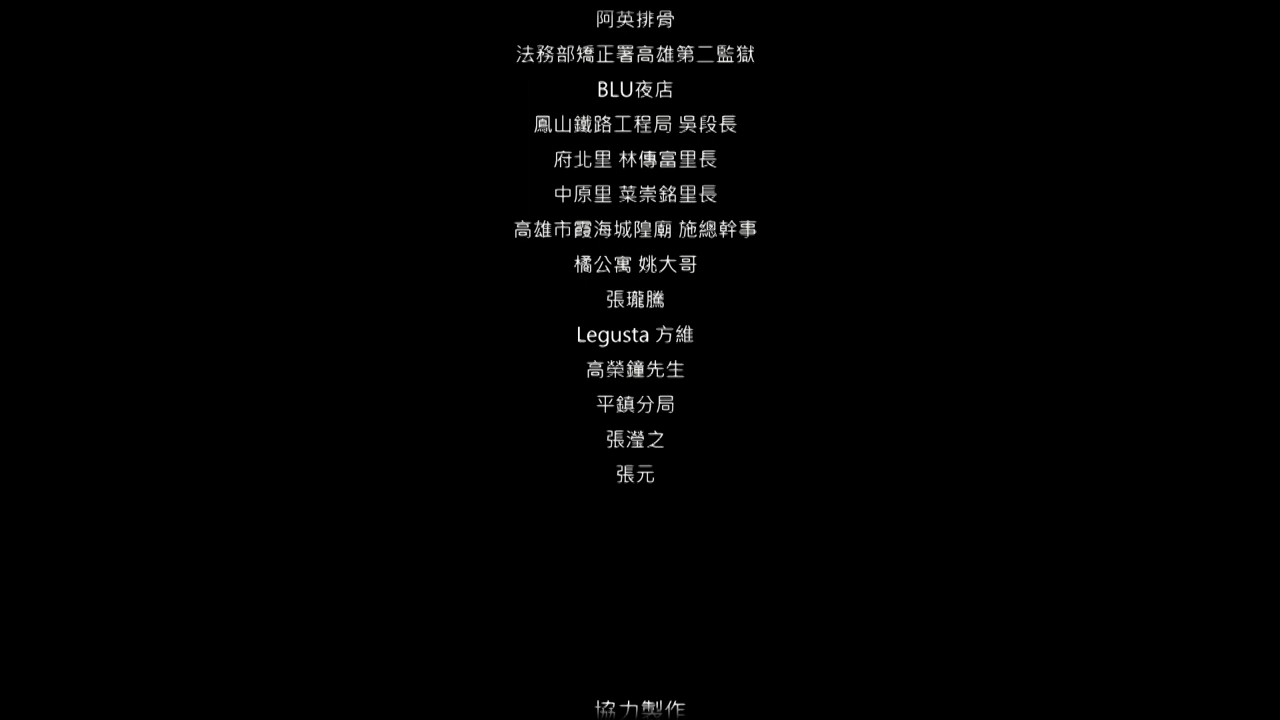 阿英排骨
法務部矯正署高雄第二監獄
BLU夜店
鳳山鐵路工程局 吳段長
府北里 林傳富里長
中原里 菜崇銘里長
高雄市霞海城隍廟 施總幹事
橘公寓 姚大哥
張瓏騰
Legusta 方維
高榮鐘先生
平鎮分局
張瀅之
張元
協力製作